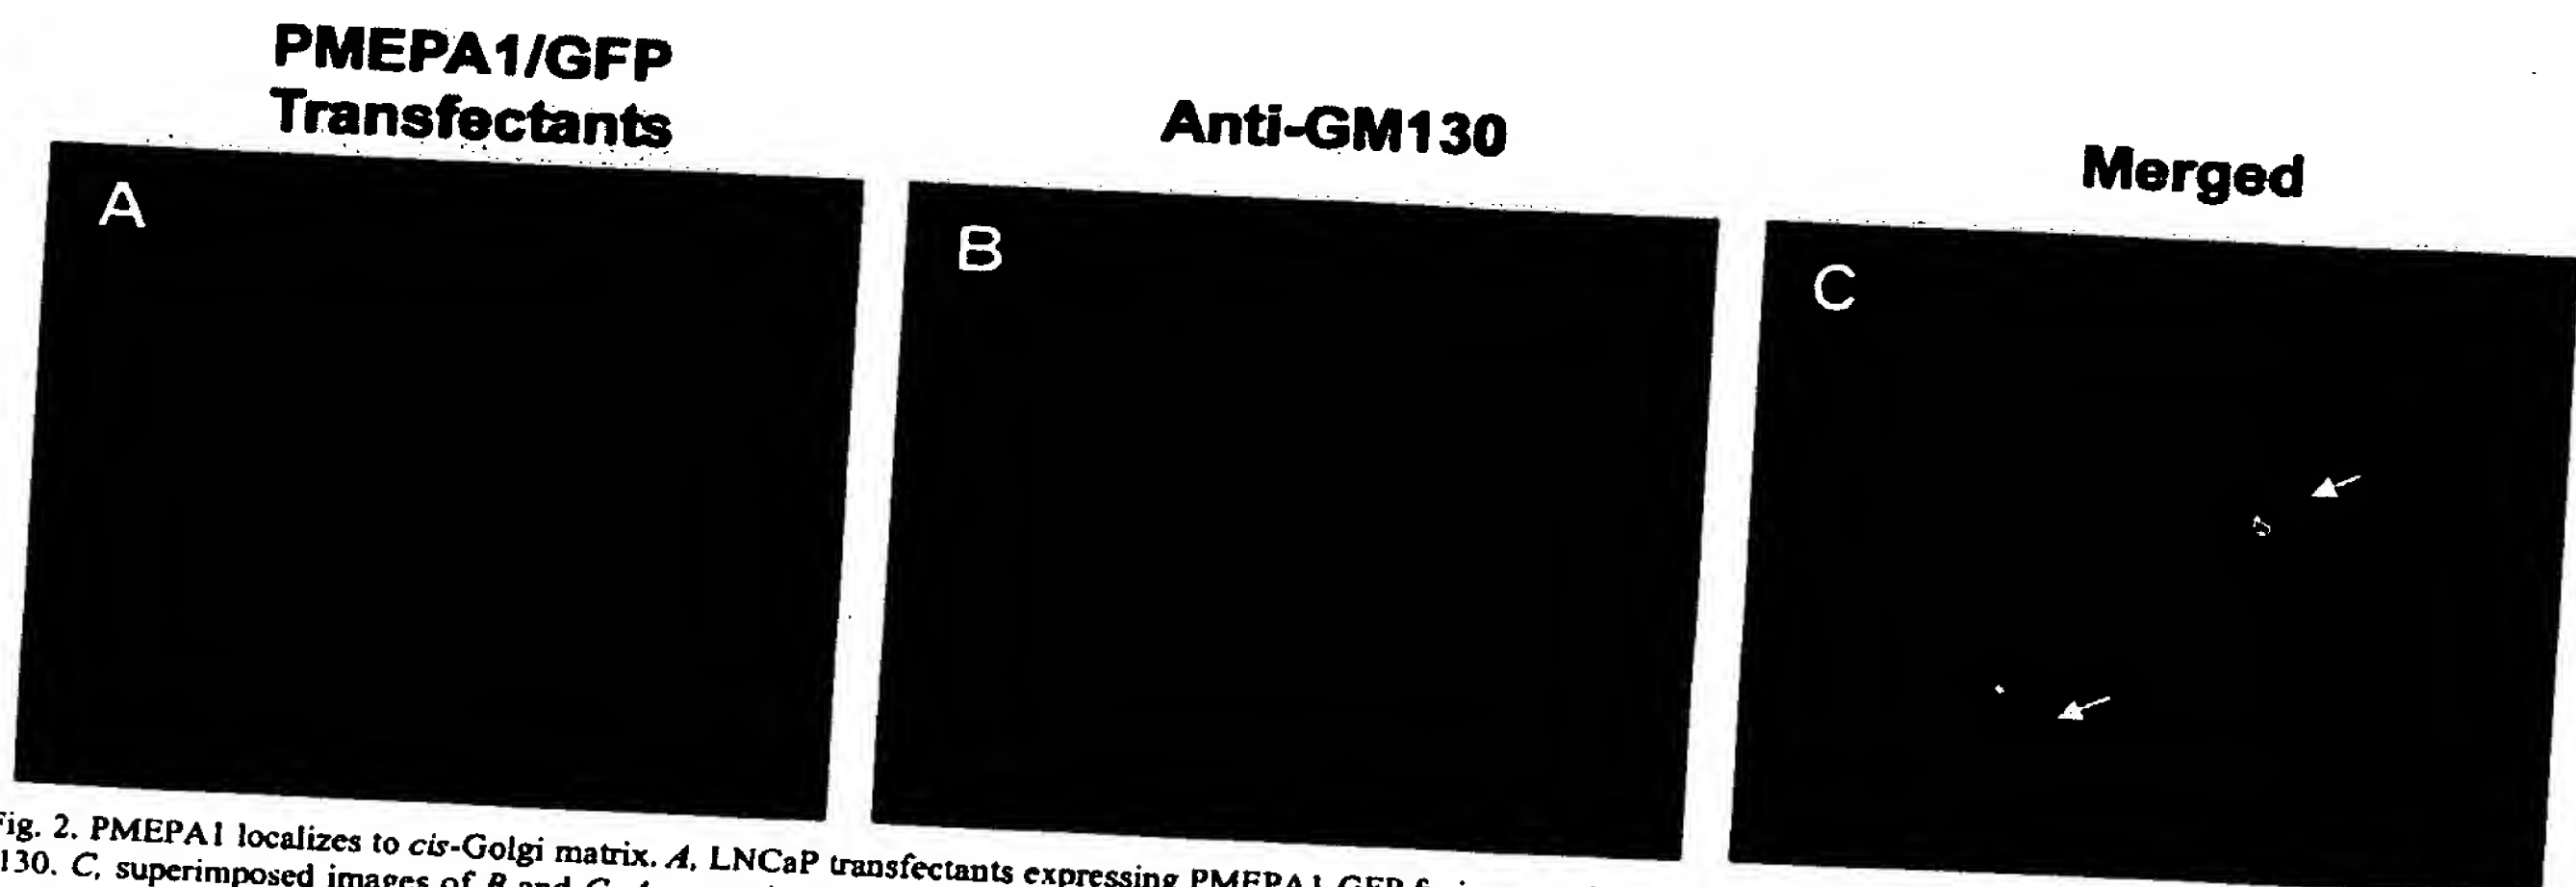 PMEPA1/GFP
Transfectants
Anti-GM130
Merged
A
B
C
Fig. 2. PMEPA1 localizes to cis-Golgi matrix. A, LNCaP transfectants expressing PMEPA1-GFP
130. C, superimposed images of B and C.